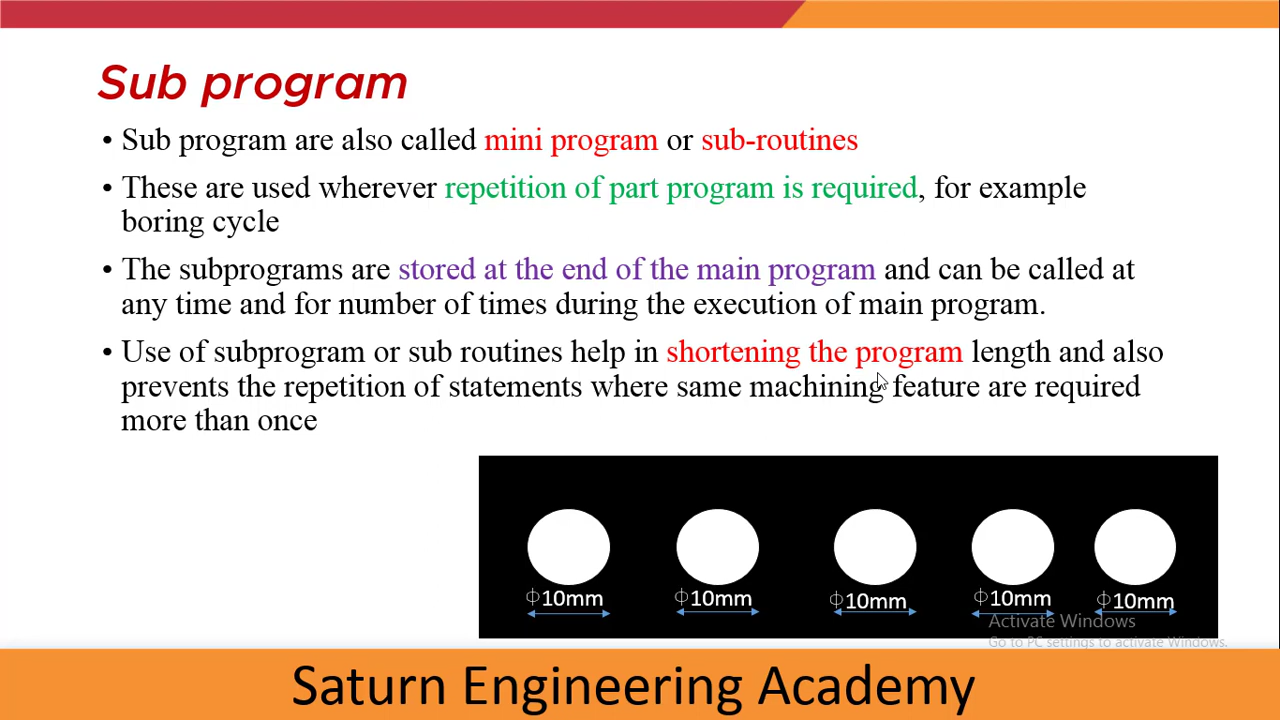 Sub program
• Sub program are also called mini program or sub-routines
• These are used wherever repetition of part program is required, for example
boring cycle
• The subprograms are stored at the end of the main program and can be called at
any time and for number of times during the execution of main program.
• Use of subprogram or sub routines help in shortening the program length and also
prevents the repetition of statements where same machining feature are required
more than once
ϕ10mm ϕ10mm ϕ10mm ϕ10mm ϕ10mm
Activate Windows
Go to PC settings to activate Windows.
Saturn Engineering Academy